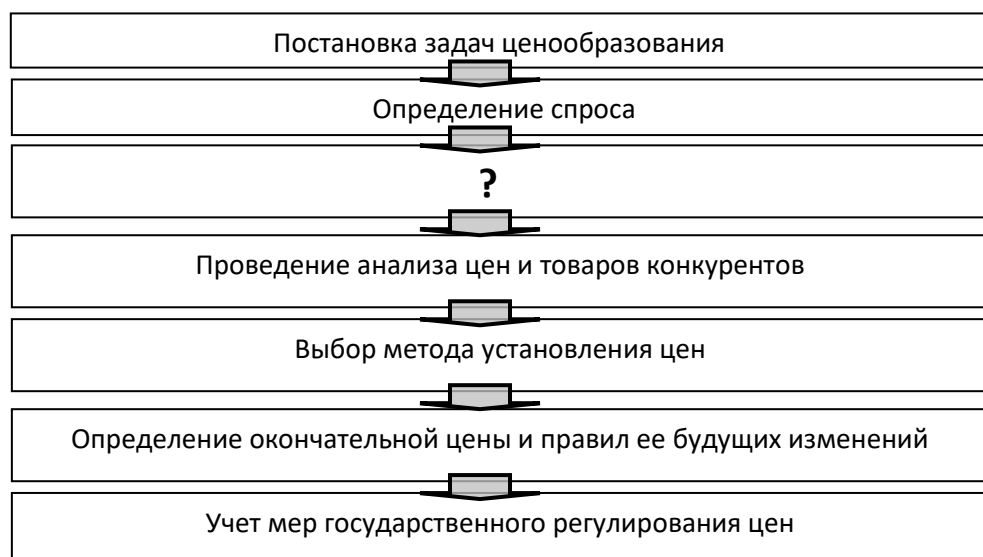 Постановка задач ценообразования
Определение спроса
?
Проведение анализа цен и товаров конкурентов
Выбор метода установления цен
Определение окончательной цены и правил ее будущих изменений
Учет мер государственного регулирования цен